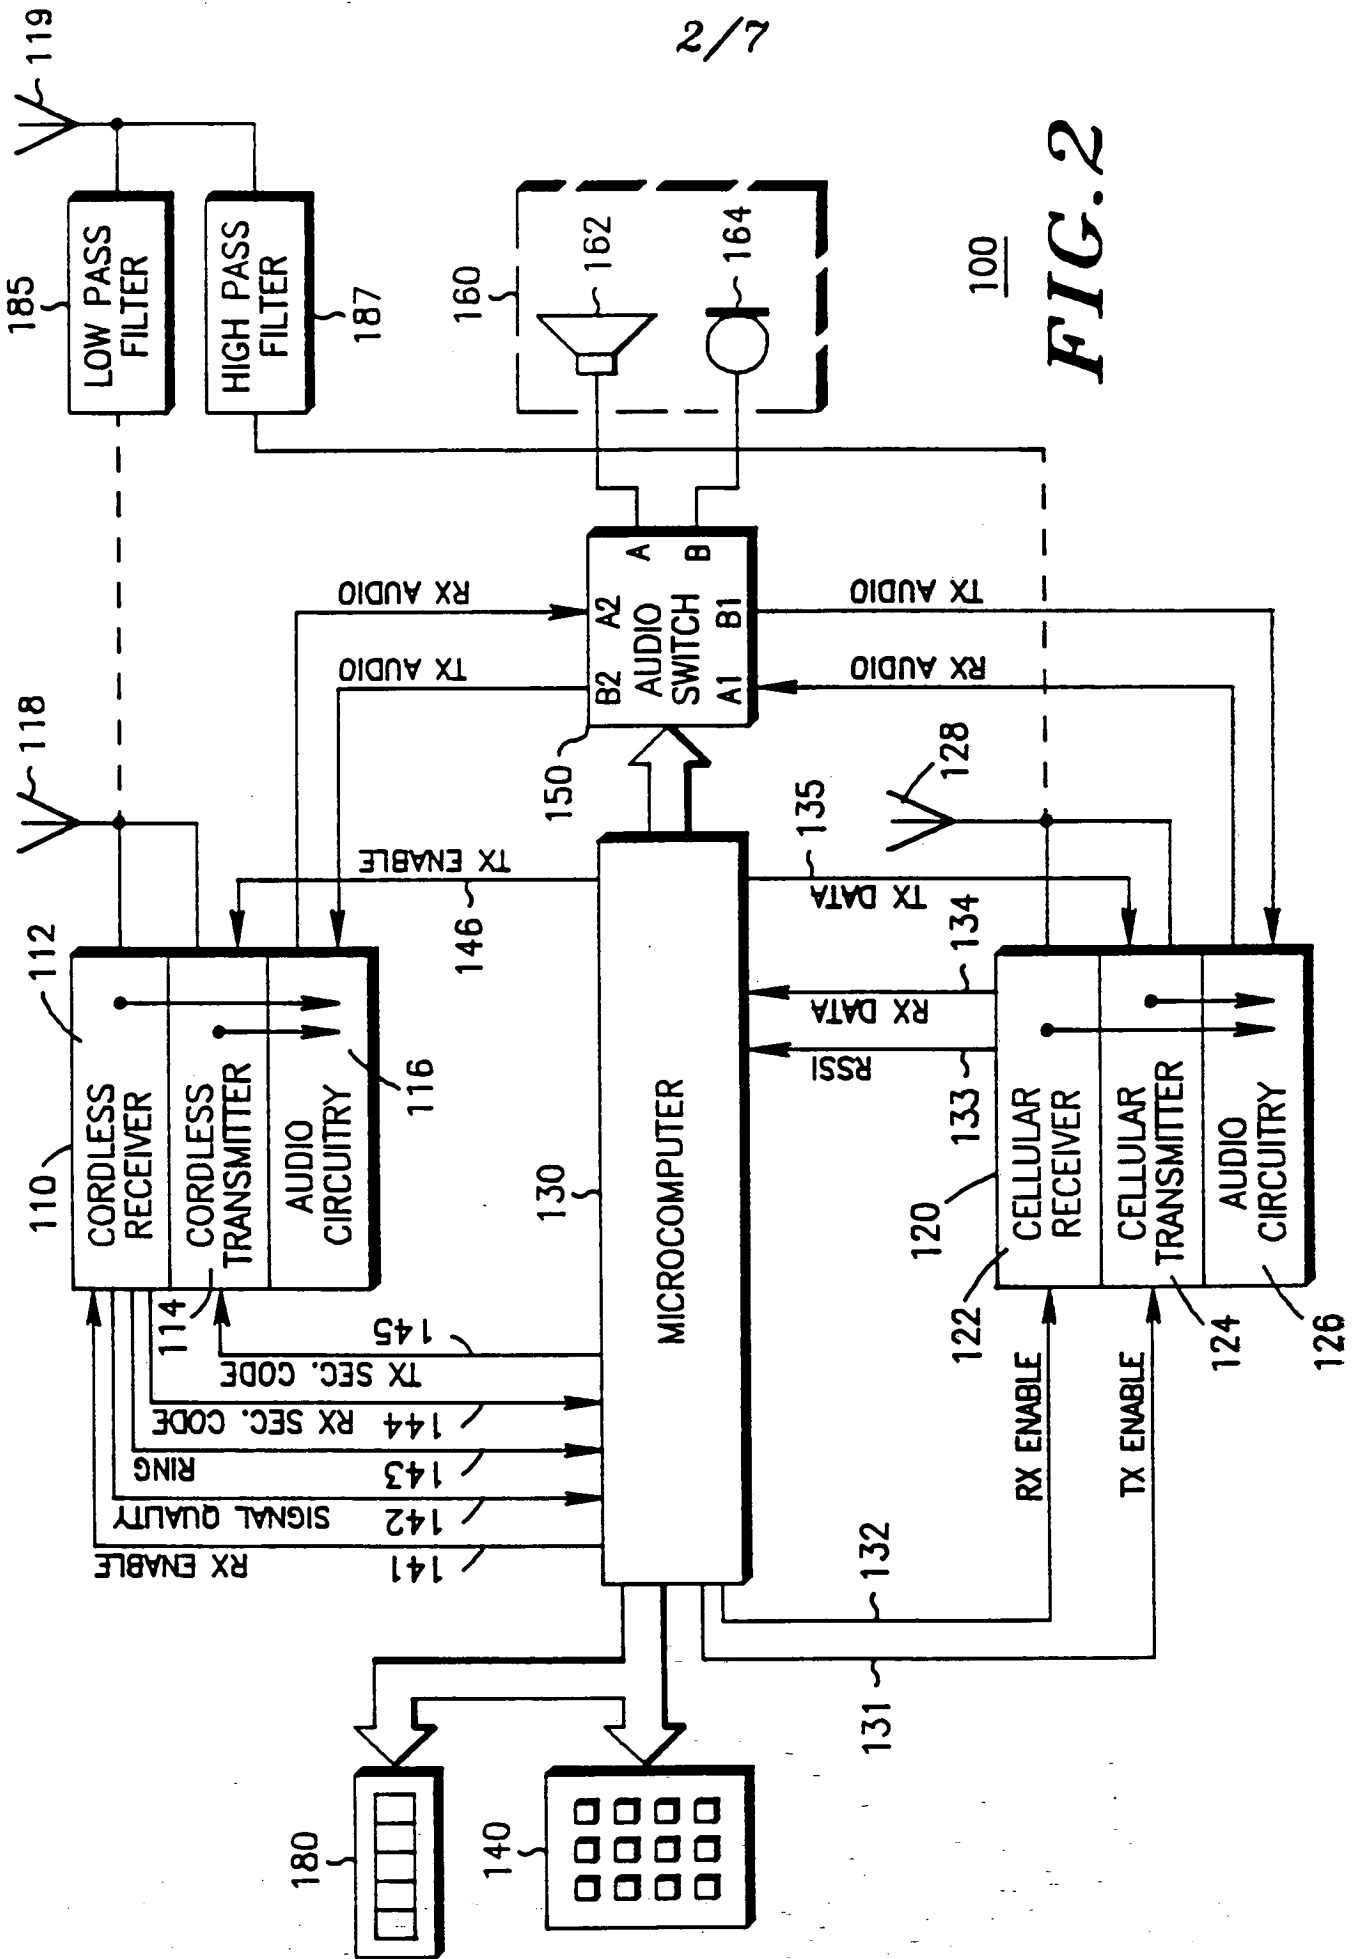 2/7
119
185
LOW PASS
FILTER
HIGH PASS
FILTER
187
118
112
110
CORDLESS
RECEIVER
CORDLESS
TRANSMITTER
114
AUDIO
CIRCUITRY
116
RX ENABLE
141
SIGNAL QUALITY
142
RING
143
RX SEC. CODE
144
TX SEC. CODE
145
TX ENABLE
146
TX AUDIO
RX AUDIO
160
162
164
150
B2 A2
AUDIO
SWITCH
A1 B1
A
B
RX AUDIO
TX AUDIO
130
MICROCOMPUTER
180
140
131
132
RX ENABLE
TX ENABLE
RSSI
133
RX DATA
134
TX DATA
135
128
120
122
CELLULAR
RECEIVER
CELLULAR
TRANSMITTER
124
AUDIO
CIRCUITRY
126
100
FIG.2